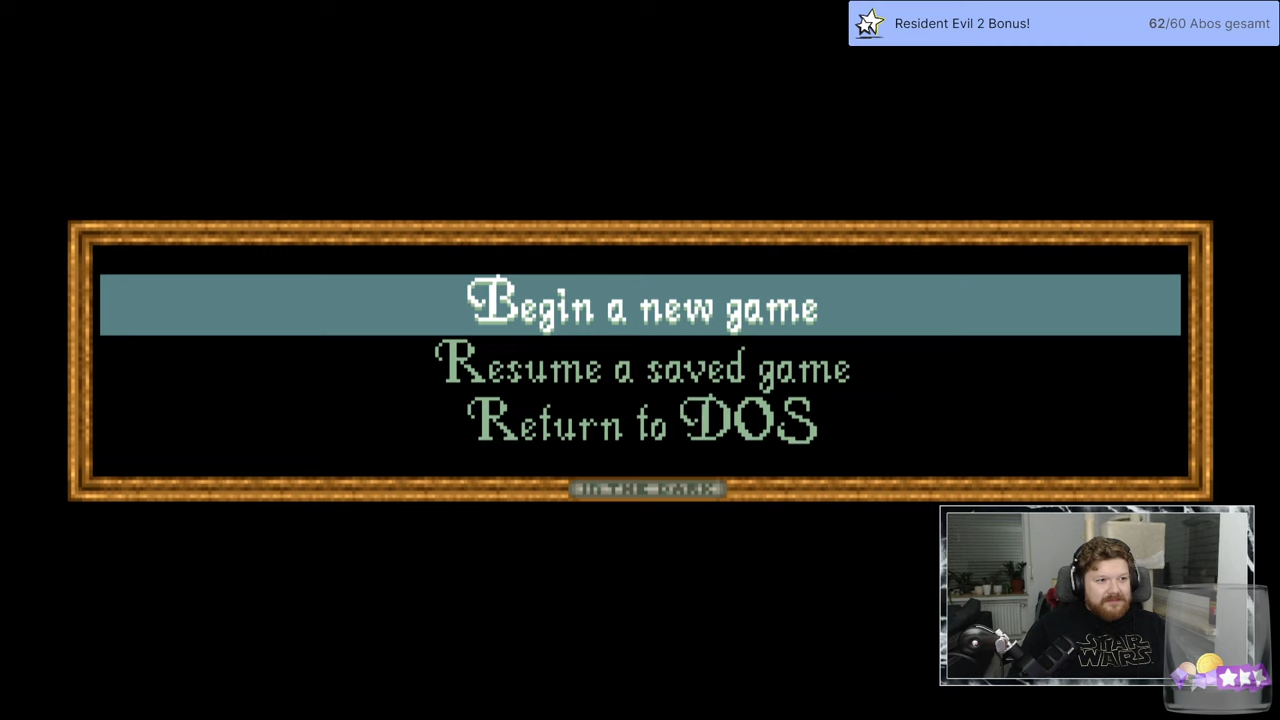 Resident Evil 2 Bonus!
62/60 Abos gesamt
Begin a new game
Resume a saved game
Return to DOS
IN THE DARK
STAR
WARS